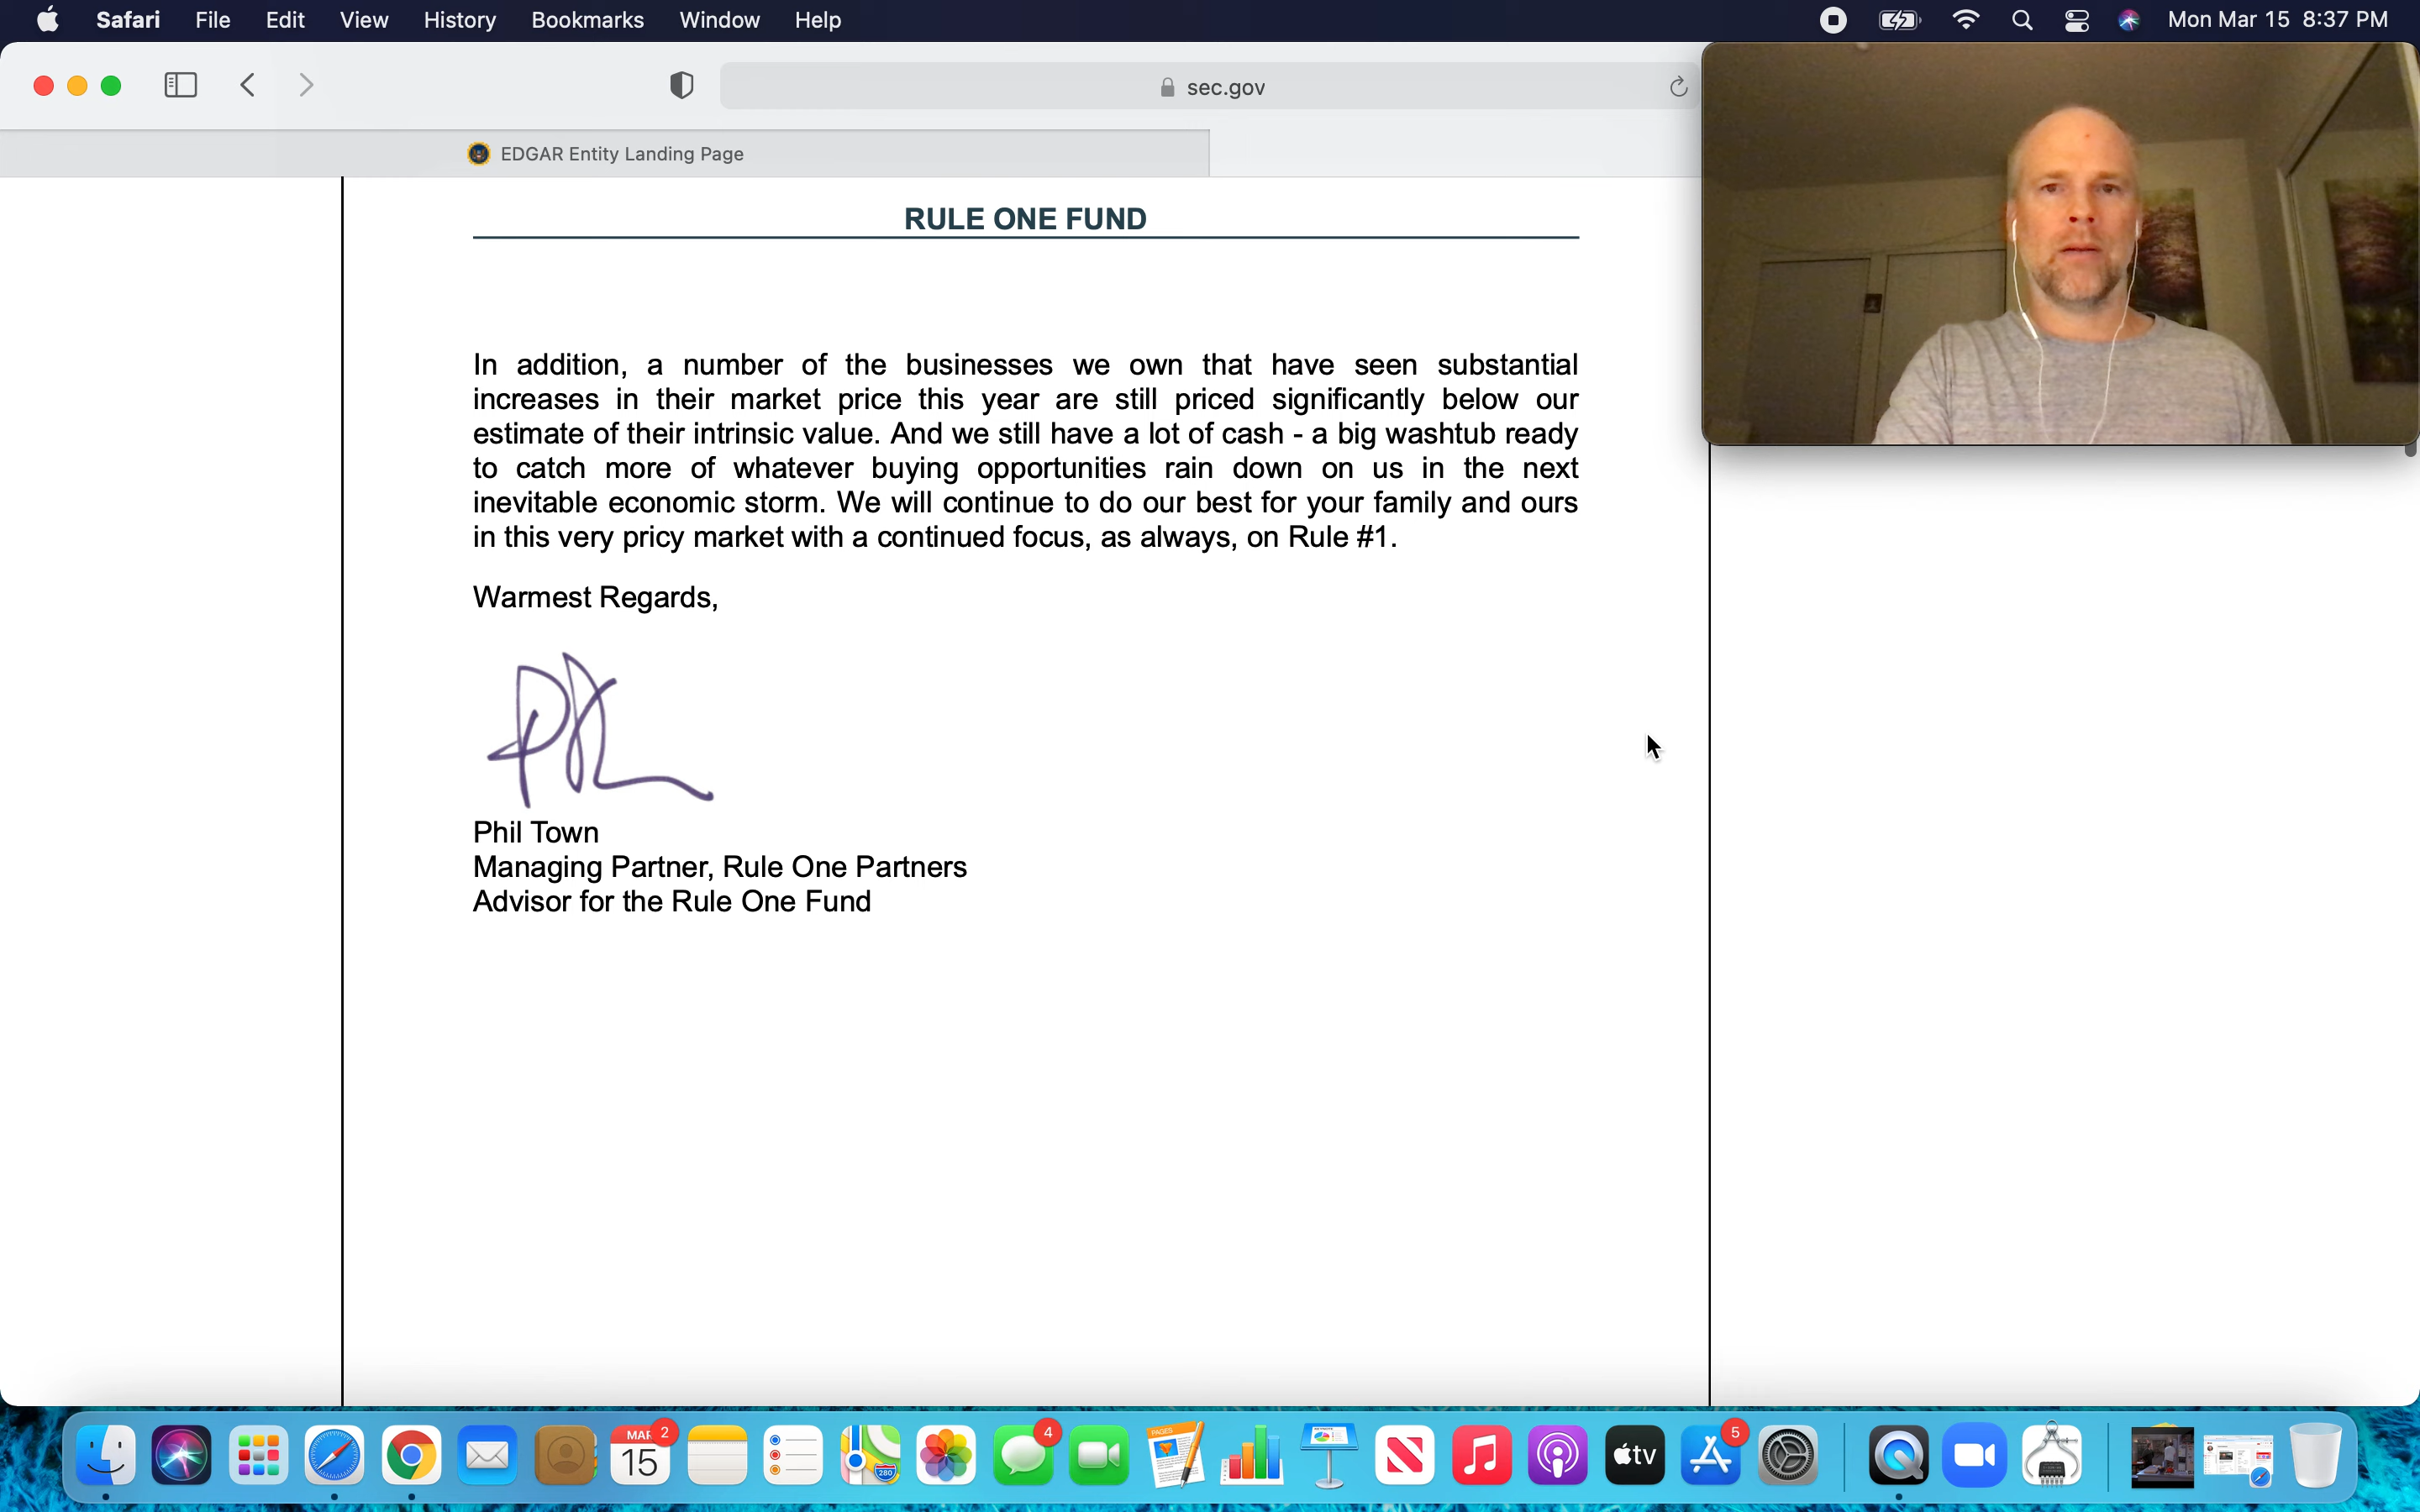 Safari File Edit View History Bookmarks Window Help Mon Mar 15 8:37 PM
sec.gov
EDGAR Entity Landing Page
RULE ONE FUND
In addition, a number of the businesses we own that have seen substantial
increases in their market price this year are still priced significantly below our
estimate of their intrinsic value. And we still have a lot of cash - a big washtub ready
to catch more of whatever buying opportunities rain down on us in the next
inevitable economic storm. We will continue to do our best for your family and ours
in this very pricy market with a continued focus, as always, on Rule #1.
Warmest Regards,
Phil Town
Managing Partner, Rule One Partners
Advisor for the Rule One Fund
MAR 2
15
280
4
PAGES
tv
5